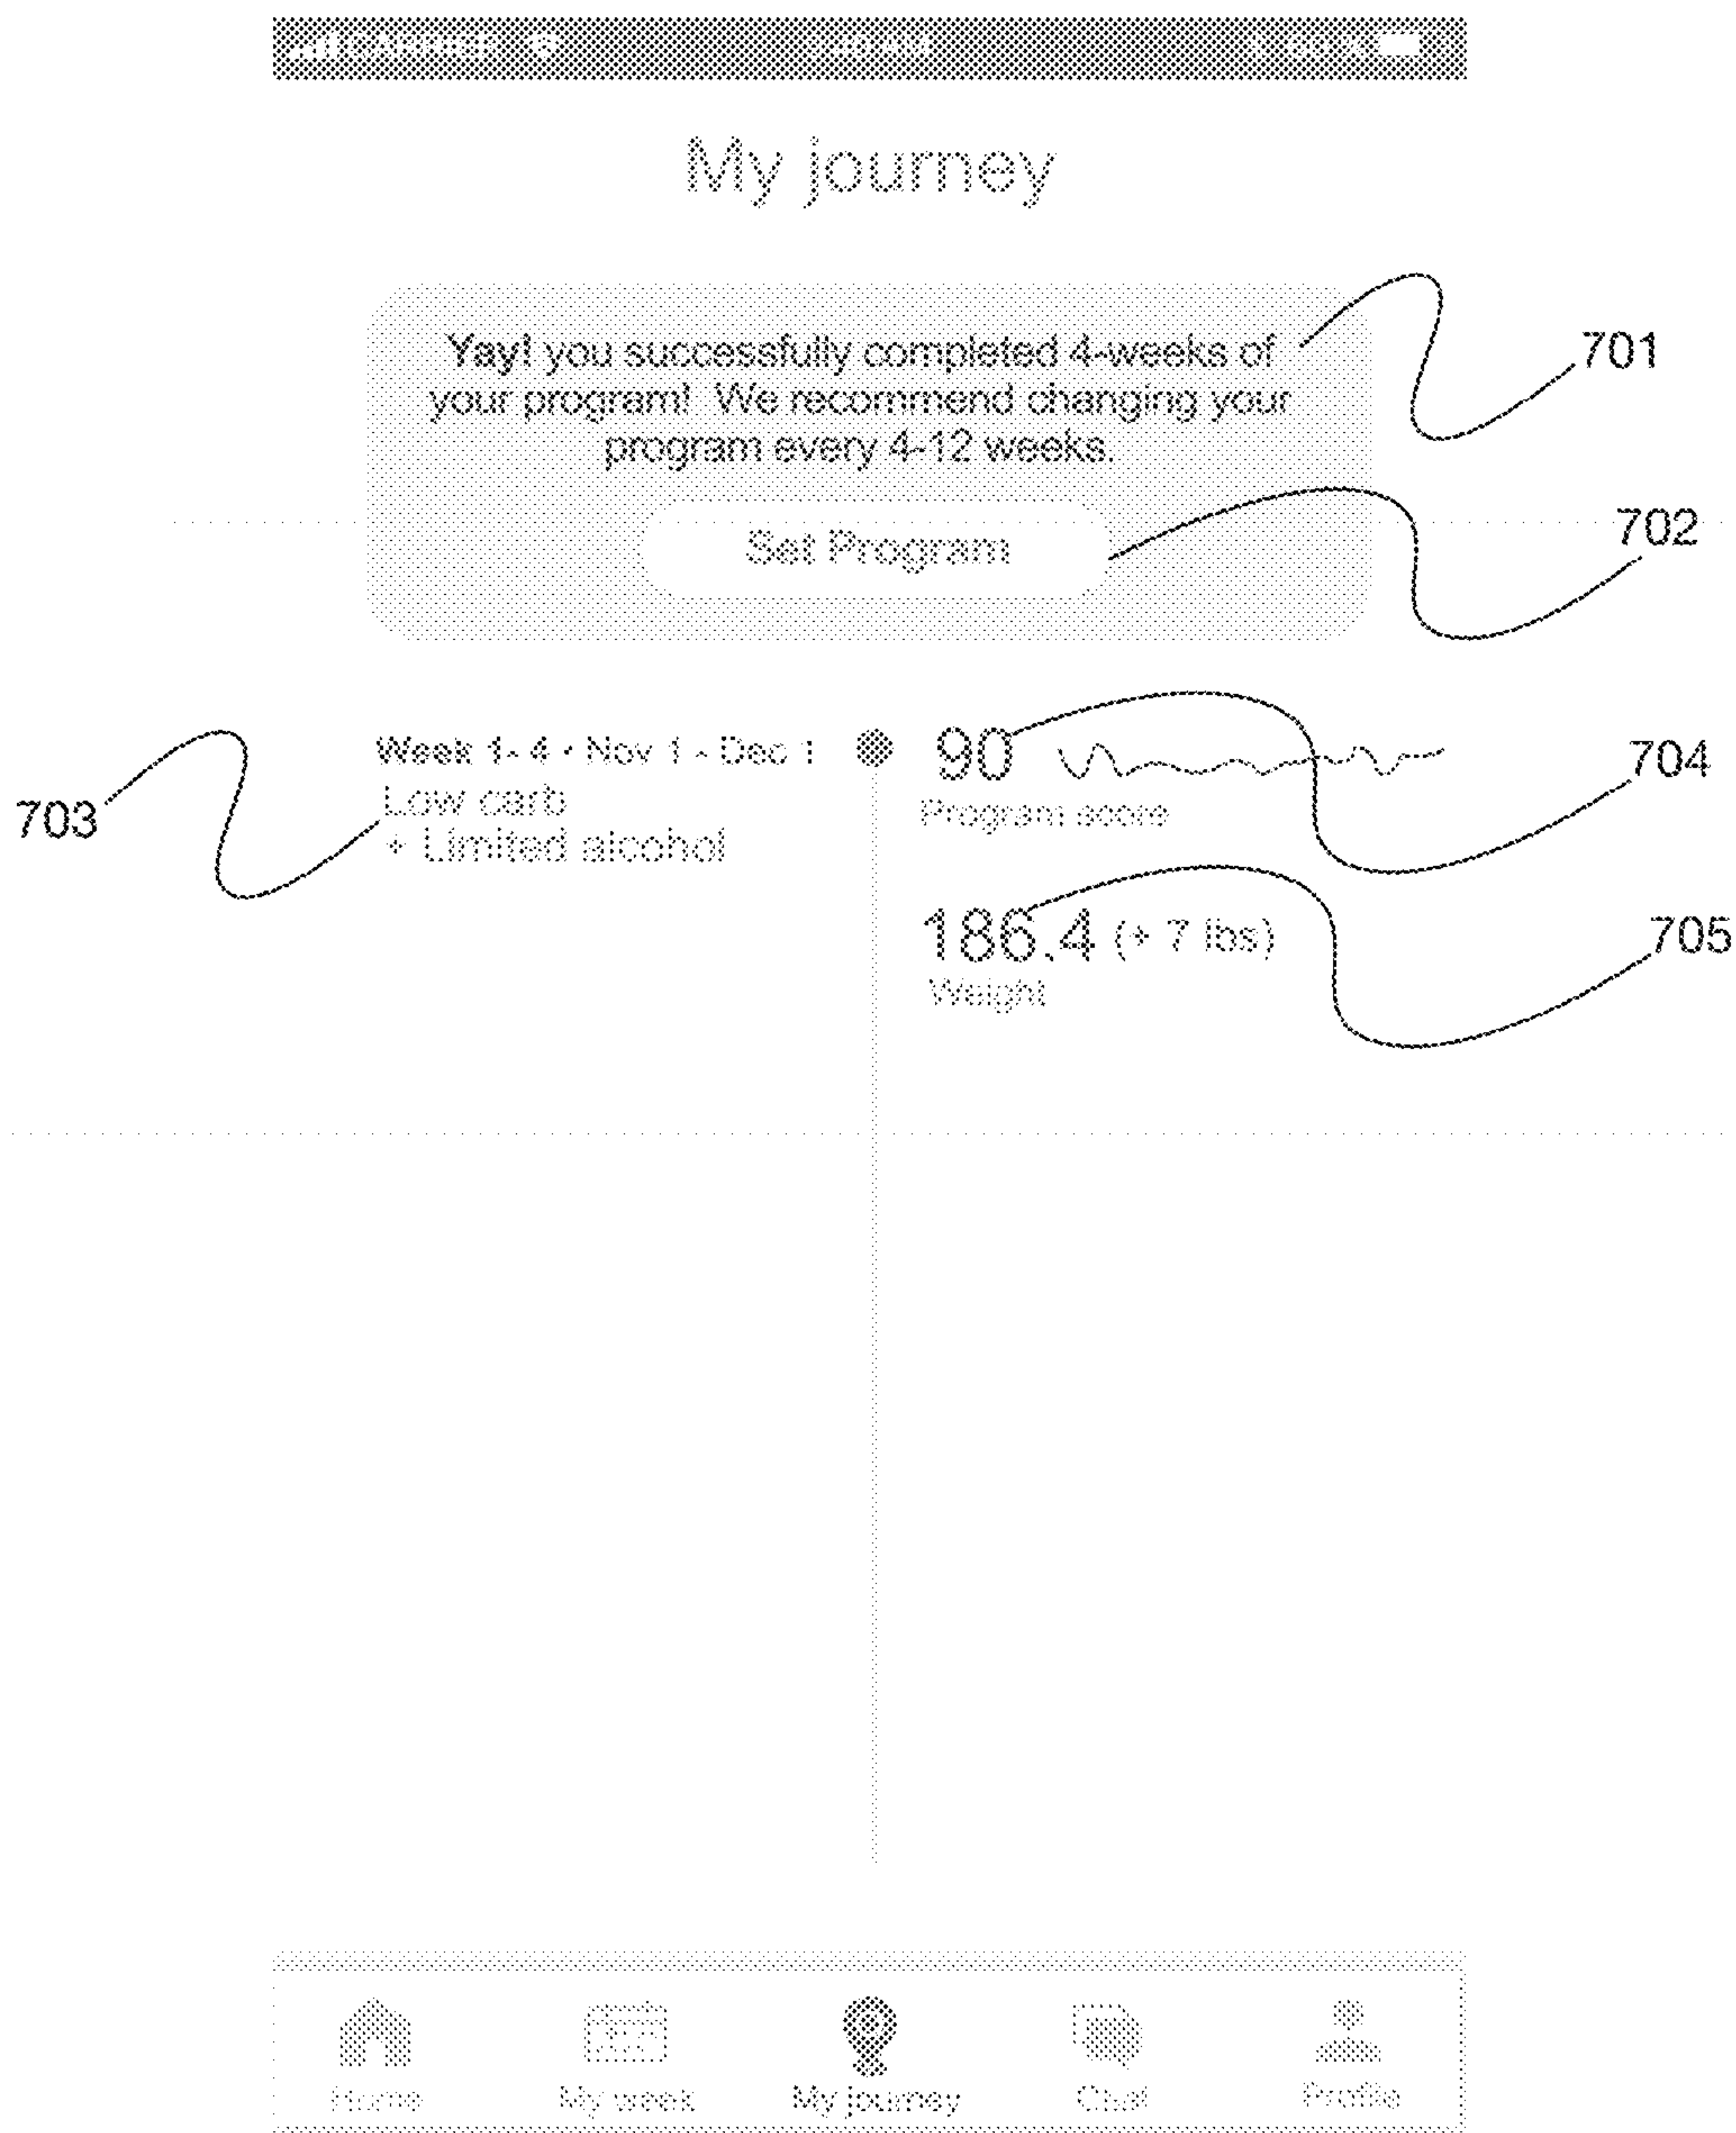 CARRIER
My journey
Yay! you successfully completed 4-weeks of
your program! We recommend changing your
program every 4-12 weeks.
701
Set Program
702
Week 1- 4 · Nov 1 - Dec 1
Low carb
+ Limited alcohol
703
90
Program score
704
186.4 (+ 7 lbs)
Weight
705
Home My week My journey Chat Profile